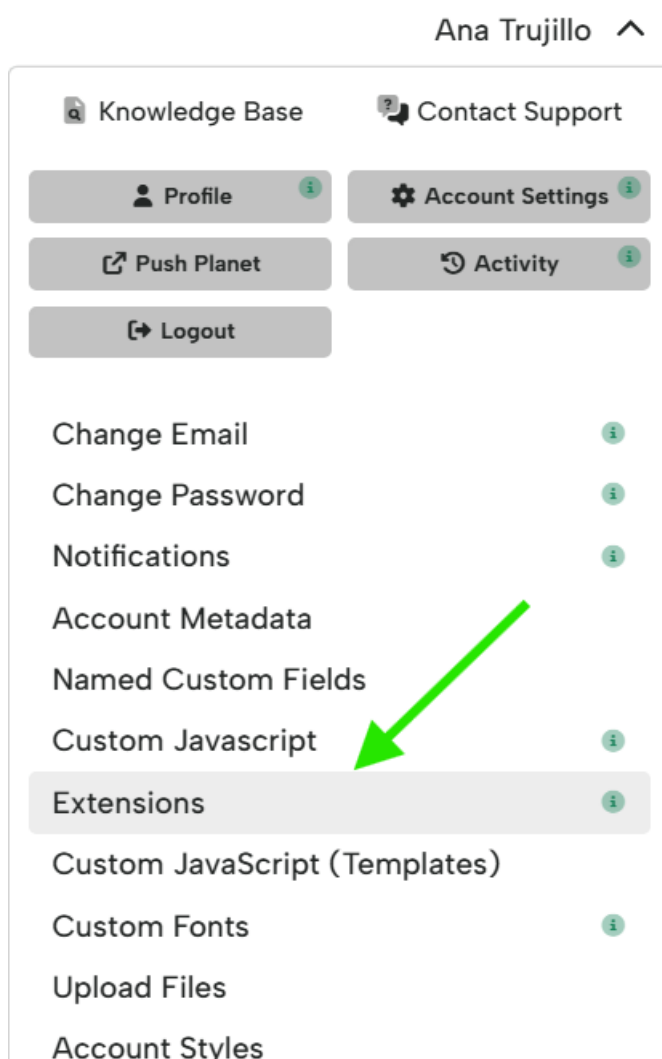 Ana Trujillo
Knowledge Base Contact Support
Profile Account Settings
Push Planet Activity
Logout
Change Email
Change Password
Notifications
Account Metadata
Named Custom Fields
Custom Javascript
Extensions
Custom JavaScript (Templates)
Custom Fonts
Upload Files
Account Styles